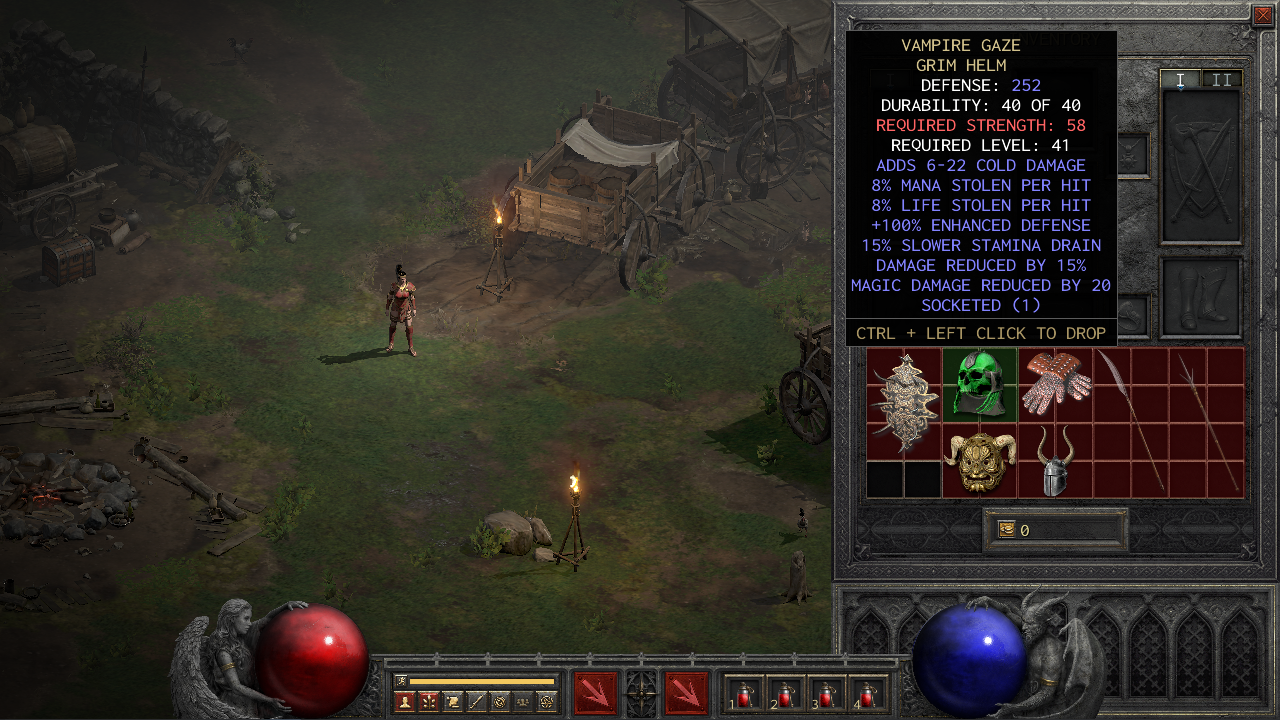 VAMPIRE GAZE
GRIM HELM
DEFENSE: 252
DURABILITY: 40 OF 40
REQUIRED STRENGTH: 58
REQUIRED LEVEL: 41
ADDS 6-22 COLD DAMAGE
8% MANA STOLEN PER HIT
8% LIFE STOLEN PER HIT
+100% ENHANCED DEFENSE
15% SLOWER STAMINA DRAIN
DAMAGE REDUCED BY 15%
MAGIC DAMAGE REDUCED BY 20
SOCKETED (1)
CTRL + LEFT CLICK TO DROP
I II
0
1 2 3 4